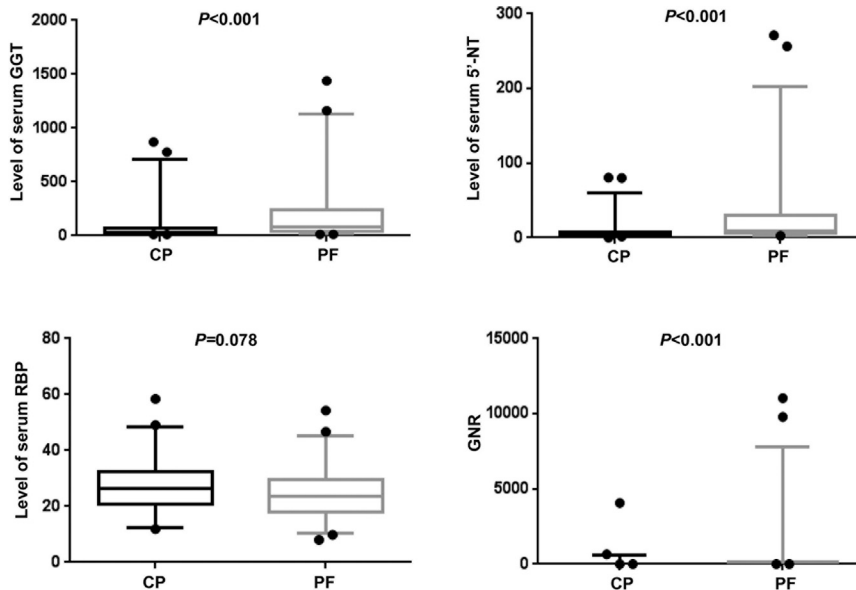 P<0.001
Level of serum GGT
2000
1500
1000
500
0
CP
PF
P<0.001
Level of serum 5'-NT
300
200
100
0
CP
PF
P=0.078
Level of serum RBP
80
60
40
20
0
CP
PF
P<0.001
GNR
15000
10000
5000
0
CP
PF